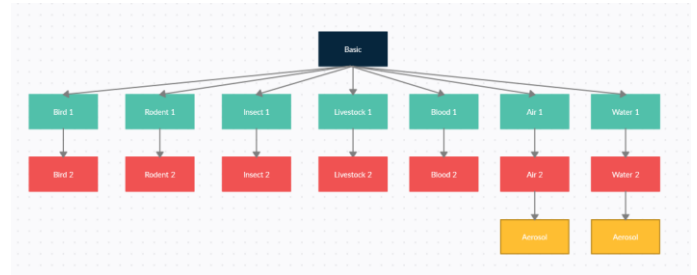 Basic
Bird 1
Rodent 1
Insect 1
Livestock 1
Blood 1
Air 1
Water 1
Bird 2
Rodent 2
Insect 2
Livestock 2
Blood 2
Air 2
Water 2
Aerosol
Aerosol